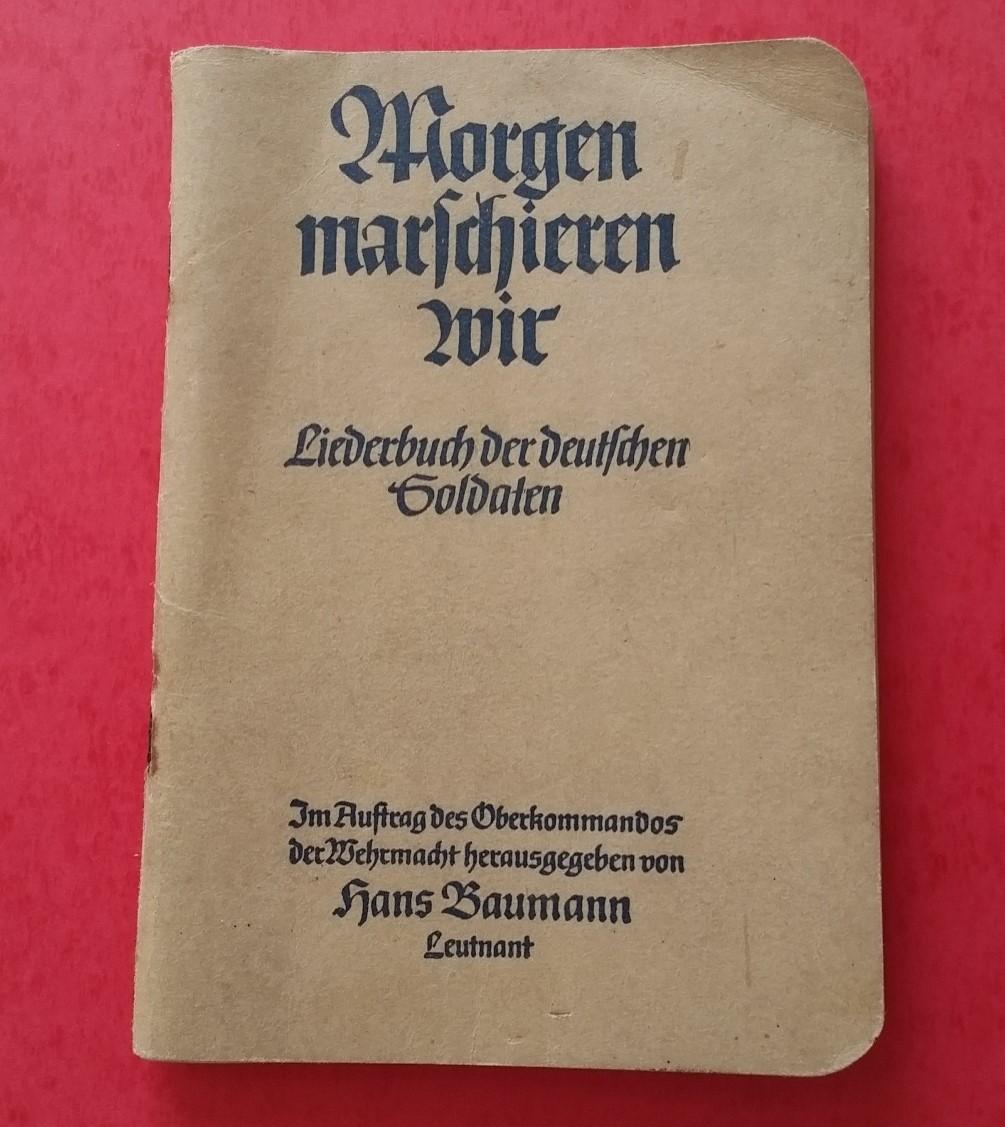 Morgen
marschieren
wir
Liederbuch der deutschen
Soldaten
Im Auftrag des Oberkommandos
der Wehrmacht herausgegeben von
Hans Baumann
Leutnant